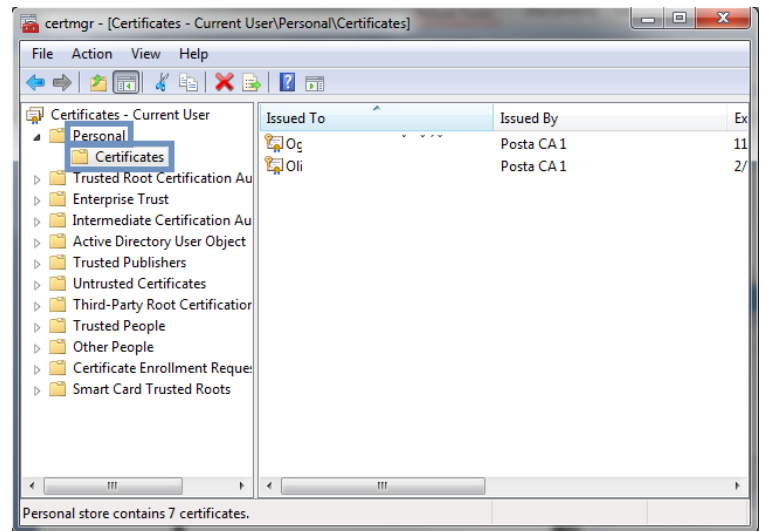 certmgr - [Certificates - Current User\Personal\Certificates]
File Action View Help
Certificates - Current User
Personal
Certificates
Trusted Root Certification Au
Enterprise Trust
Intermediate Certification Au
Active Directory User Object
Trusted Publishers
Untrusted Certificates
Third-Party Root Certification
Trusted People
Other People
Certificate Enrollment Reques
Smart Card Trusted Roots
Issued To Issued By Ex
Og Posta CA 1 11
Oli Posta CA 1 2/
Personal store contains 7 certificates.